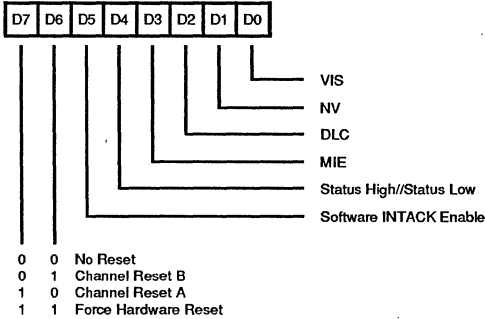 D7 D6 D5 D4 D3 D2 D1 D0
VIS
NV
DLC
MIE
Status High//Status Low
Software INTACK Enable
0 0 No Reset
0 1 Channel Reset B
1 0 Channel Reset A
1 1 Force Hardware Reset